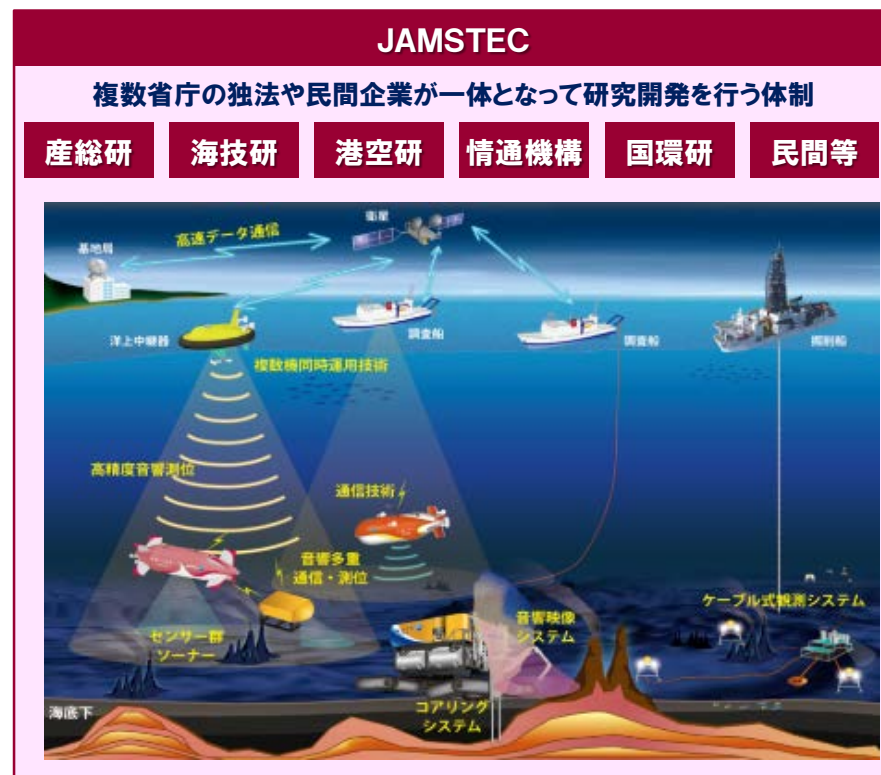 JAMSTEC
複数省庁の独法や民間企業が一体となって研究開発を行う体制
産総研 海技研 港空研 情通機構 国環研 民間等
衛星
高速データ通信
基地局
洋上中継器
調査船
調査船
掘削船
複数機同時運用技術
高精度音響測位
通信技術
音響多重
通信・測位
ケーブル式観測システム
音響映像
システム
センサー群
ソーナー
コアリング
システム
海底下